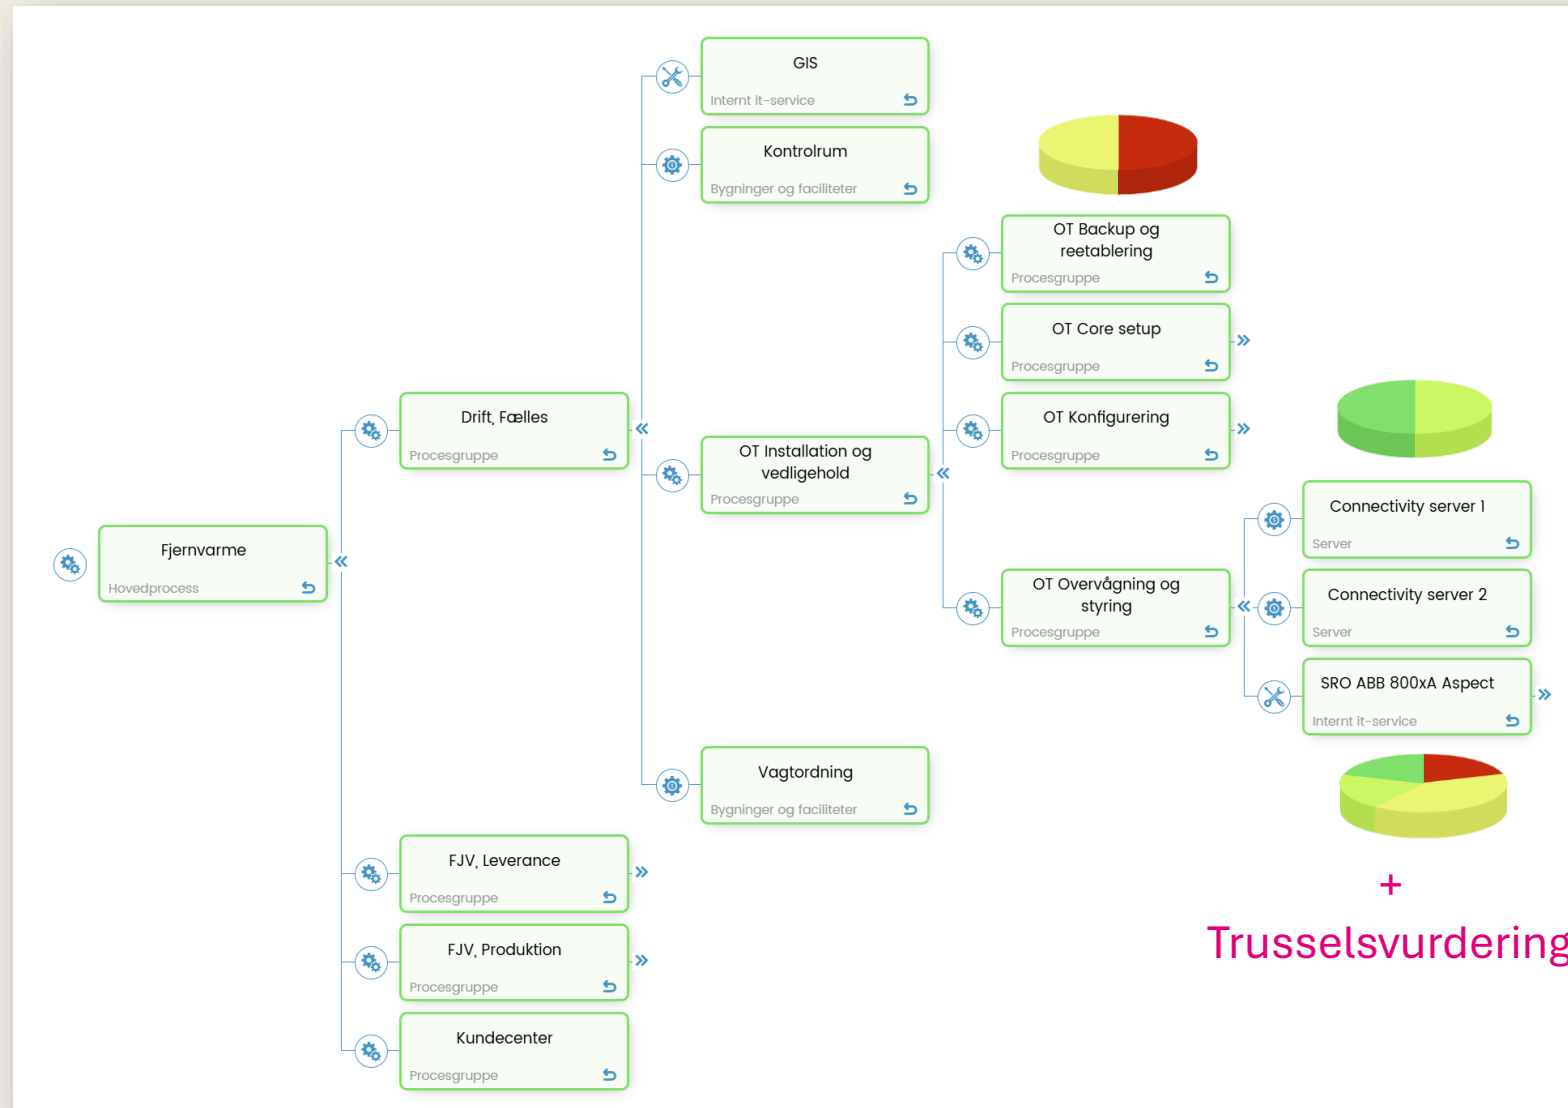 GIS
Internt it-service
Kontrolrum
Bygninger og faciliteter
OT Backup og
reetablering
Procesgruppe
OT Core setup
Procesgruppe
Drift, Fælles
Procesgruppe
OT Konfigurering
Procesgruppe
OT Installation og
vedligehold
Procesgruppe
Connectivity server 1
Server
Fjernvarme
Hovedprocess
OT Overvågning og
styring
Procesgruppe
Connectivity server 2
Server
SRO ABB 800xA Aspect
Internt it-service
Vagtordning
Bygninger og faciliteter
FJV, Leverance
Procesgruppe
+
Trusselsvurdering
FJV, Produktion
Procesgruppe
Kundecenter
Procesgruppe